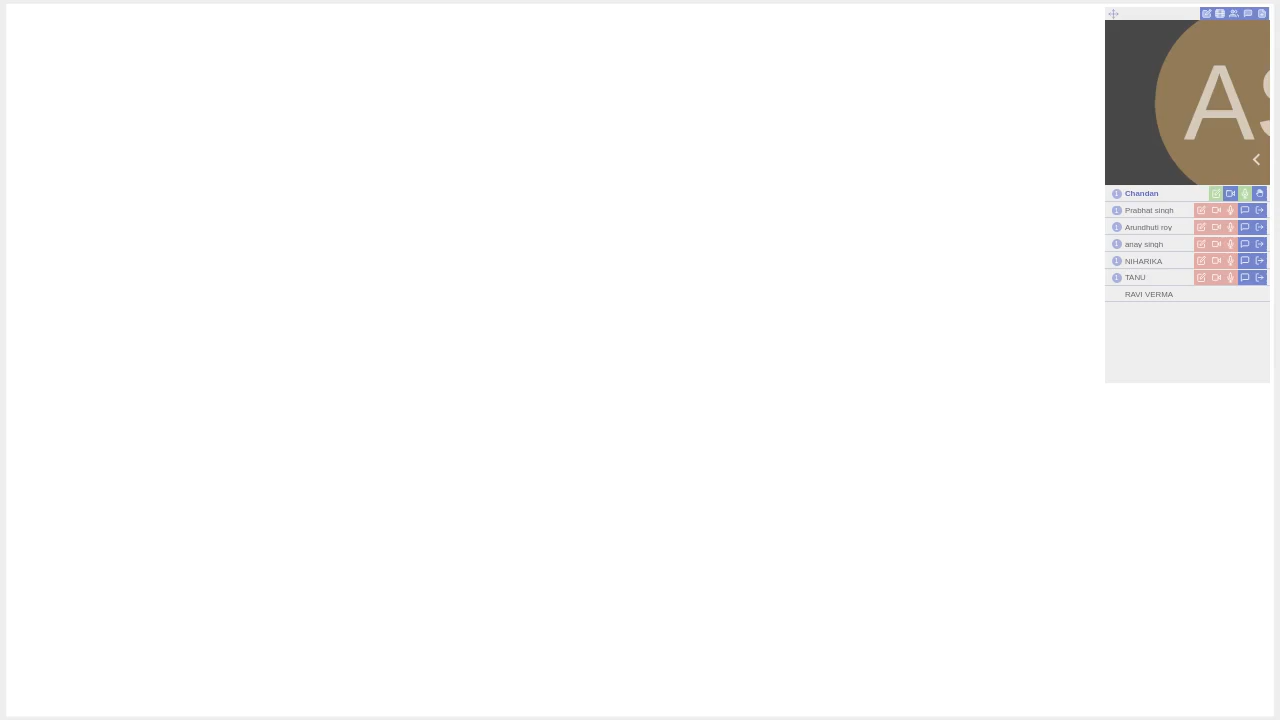 AS
Chandan
Prabhat singh
Arundhuti roy
anay singh
NIHARIKA
TANU
RAVI VERMA